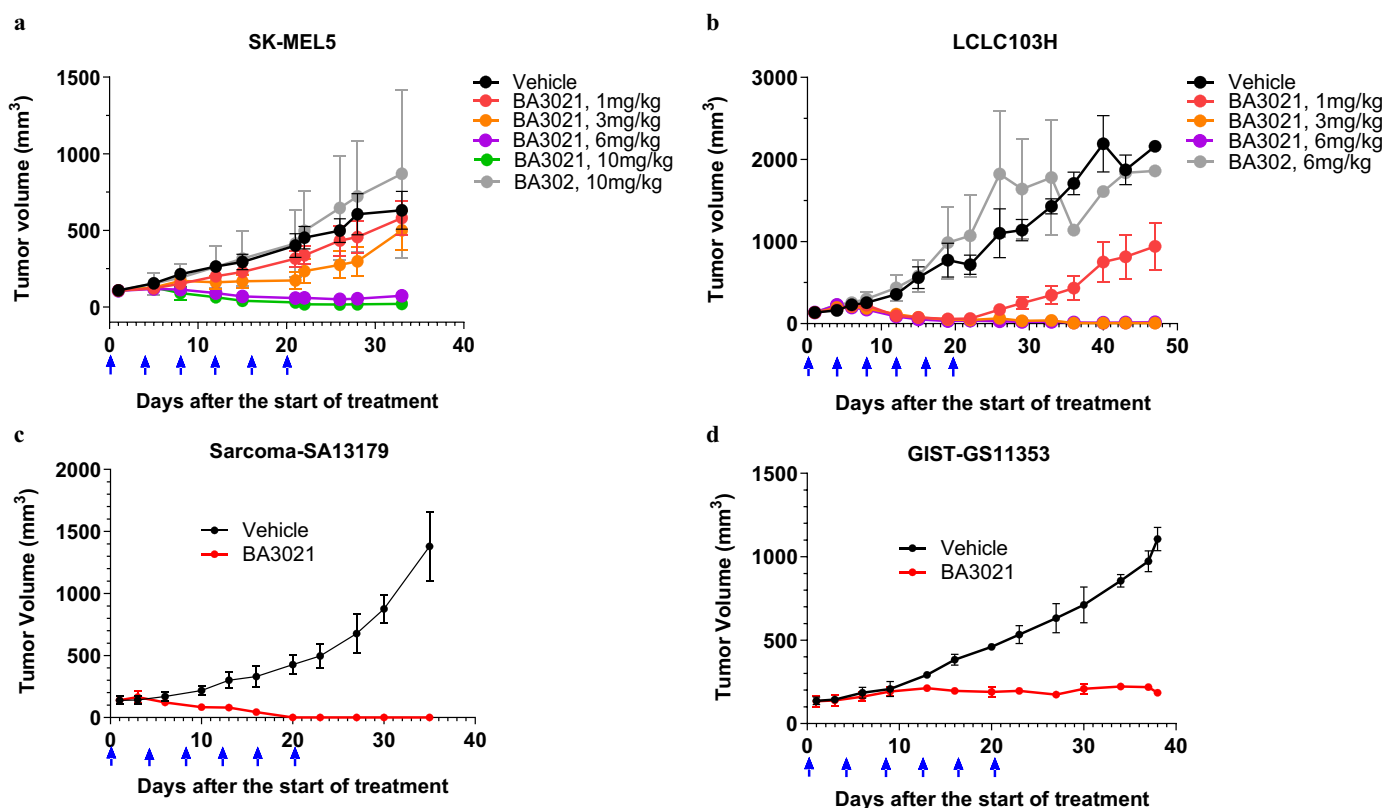 a
SK-MEL5
Tumor volume (mm3)
1500
1000
500
0
0 10 20 30 40
Days after the start of treatment
Vehicle
BA3021, 1mg/kg
BA3021, 3mg/kg
BA3021, 6mg/kg
BA3021, 10mg/kg
BA302, 10mg/kg
b
LCLC103H
Tumor volume (mm3)
3000
2000
1000
0
0 10 20 30 40 50
Days after the start of treatment
Vehicle
BA3021, 1mg/kg
BA3021, 3mg/kg
BA3021, 6mg/kg
BA302, 6mg/kg
c
Sarcoma-SA13179
Tumor Volume (mm3)
2000
1500
1000
500
0
0 10 20 30 40
Days after the start of treatment
Vehicle
BA3021
d
GIST-GS11353
Tumor Volume (mm3)
1500
1000
500
0
0 10 20 30 40
Days after the start of treatment
Vehicle
BA3021